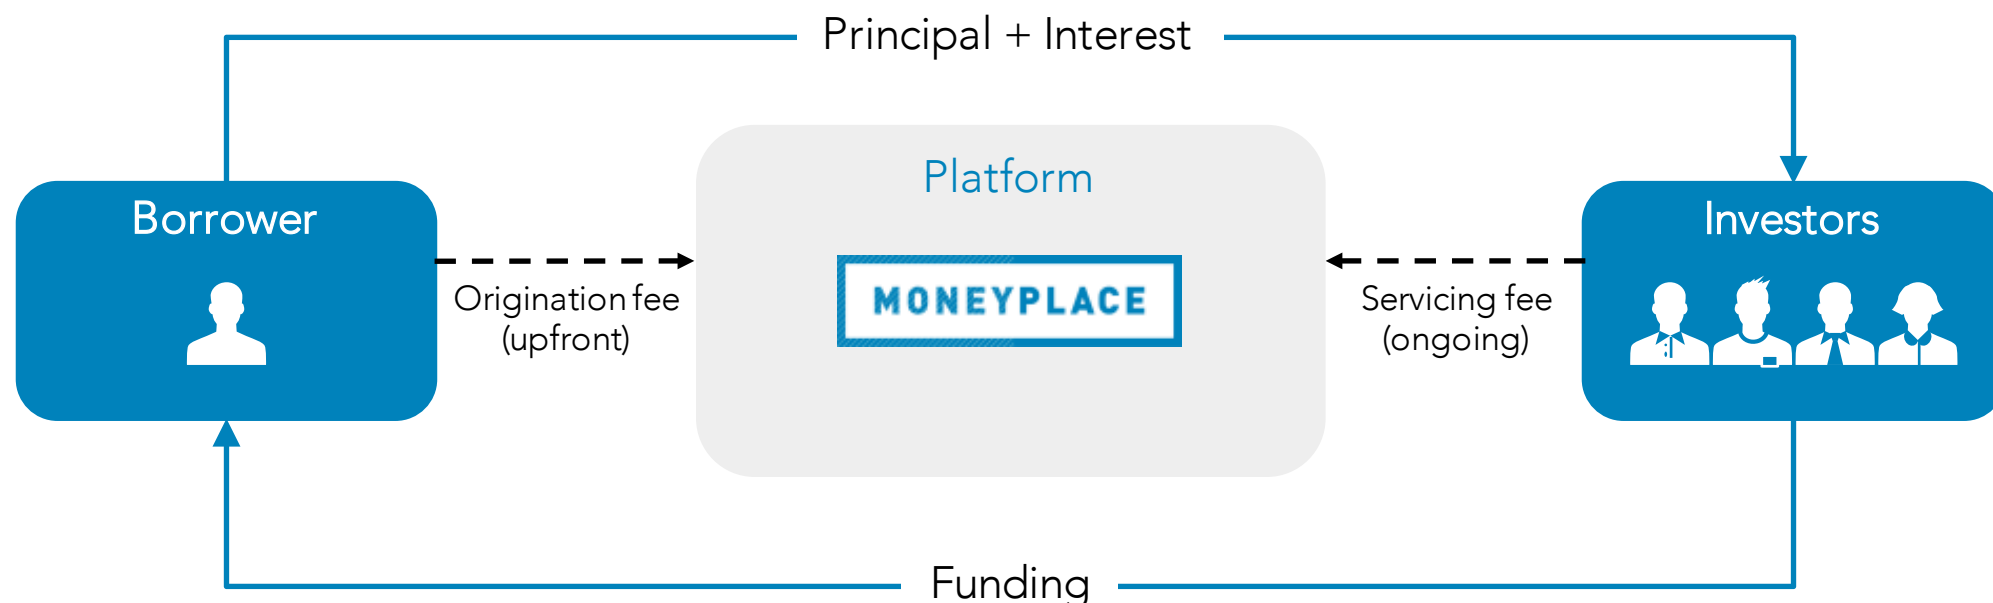 Principal + Interest
Platform
Borrower
Investors
MONEYPLACE
Origination fee
(upfront)
Servicing fee
(ongoing)
Funding